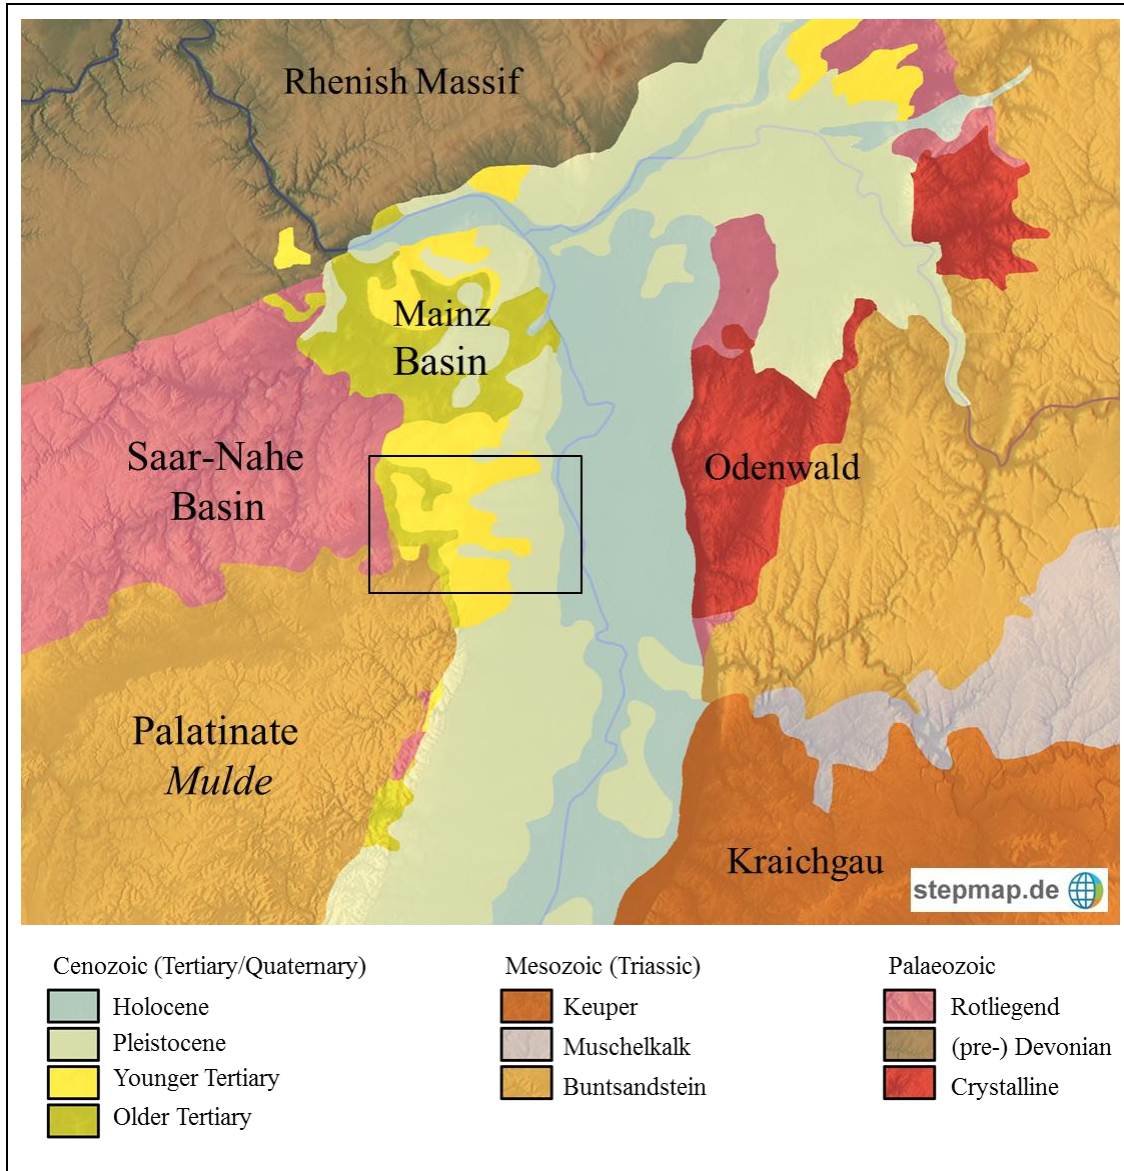 Rhenish Massif
Mainz
Basin
Saar-Nahe
Basin
Odenwald
Palatinate
Mulde
Kraichgau
stepmap.de
Cenozoic (Tertiary/Quaternary)
Holocene
Pleistocene
Younger Tertiary
Older Tertiary
Mesozoic (Triassic)
Keuper
Muschelkalk
Buntsandstein
Palaeozoic
Rotliegend
(pre-) Devonian
Crystalline